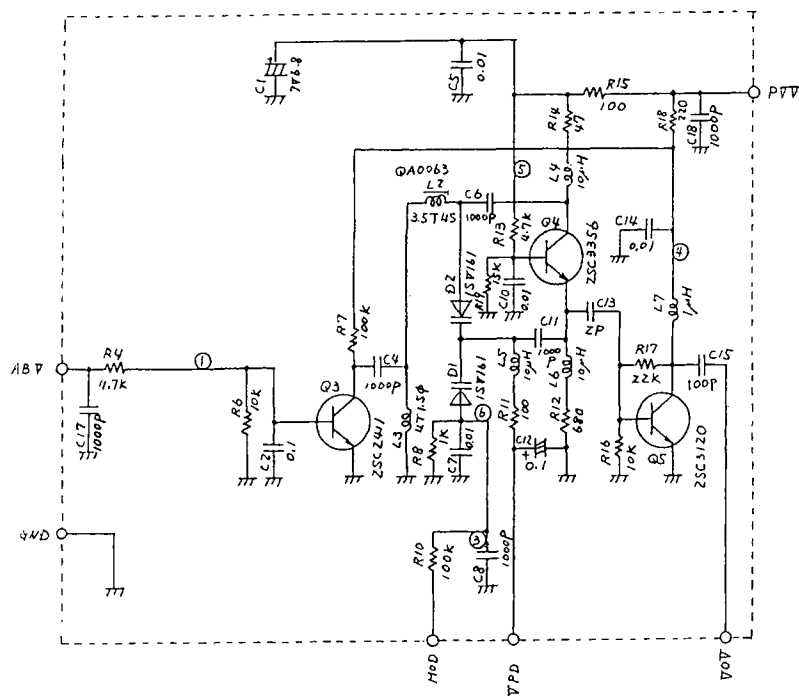 C1
7V6.8
C5
0.01
R15
100
PVV
R14
47
R18
220
C18
1000P
QA0063
L2
3.5T4S
C6
1000P
⑤
L4
10μH
R13
4.7K
Q4
2SC3356
C14
0.01
④
R19
15K
C10
0.01
D2
1SV161
C13
2P
L7
1μH
R7
100K
C4
1000P
C11
1000P
L5
10μH
L6
10μH
R17
22K
C15
100P
ABV
R4
4.7K
①
D1
1SV161
C17
1000P
R6
10K
C2
0.1
Q3
2SC2411
L3
4T1.5φ
⑥
R8
1K
C7
0.01
R11
100
R12
680
C12
+
0.1
R16
10K
Q5
2SC3120
GND
R10
100K
③
C8
1000P
MOD
VPD
VOV